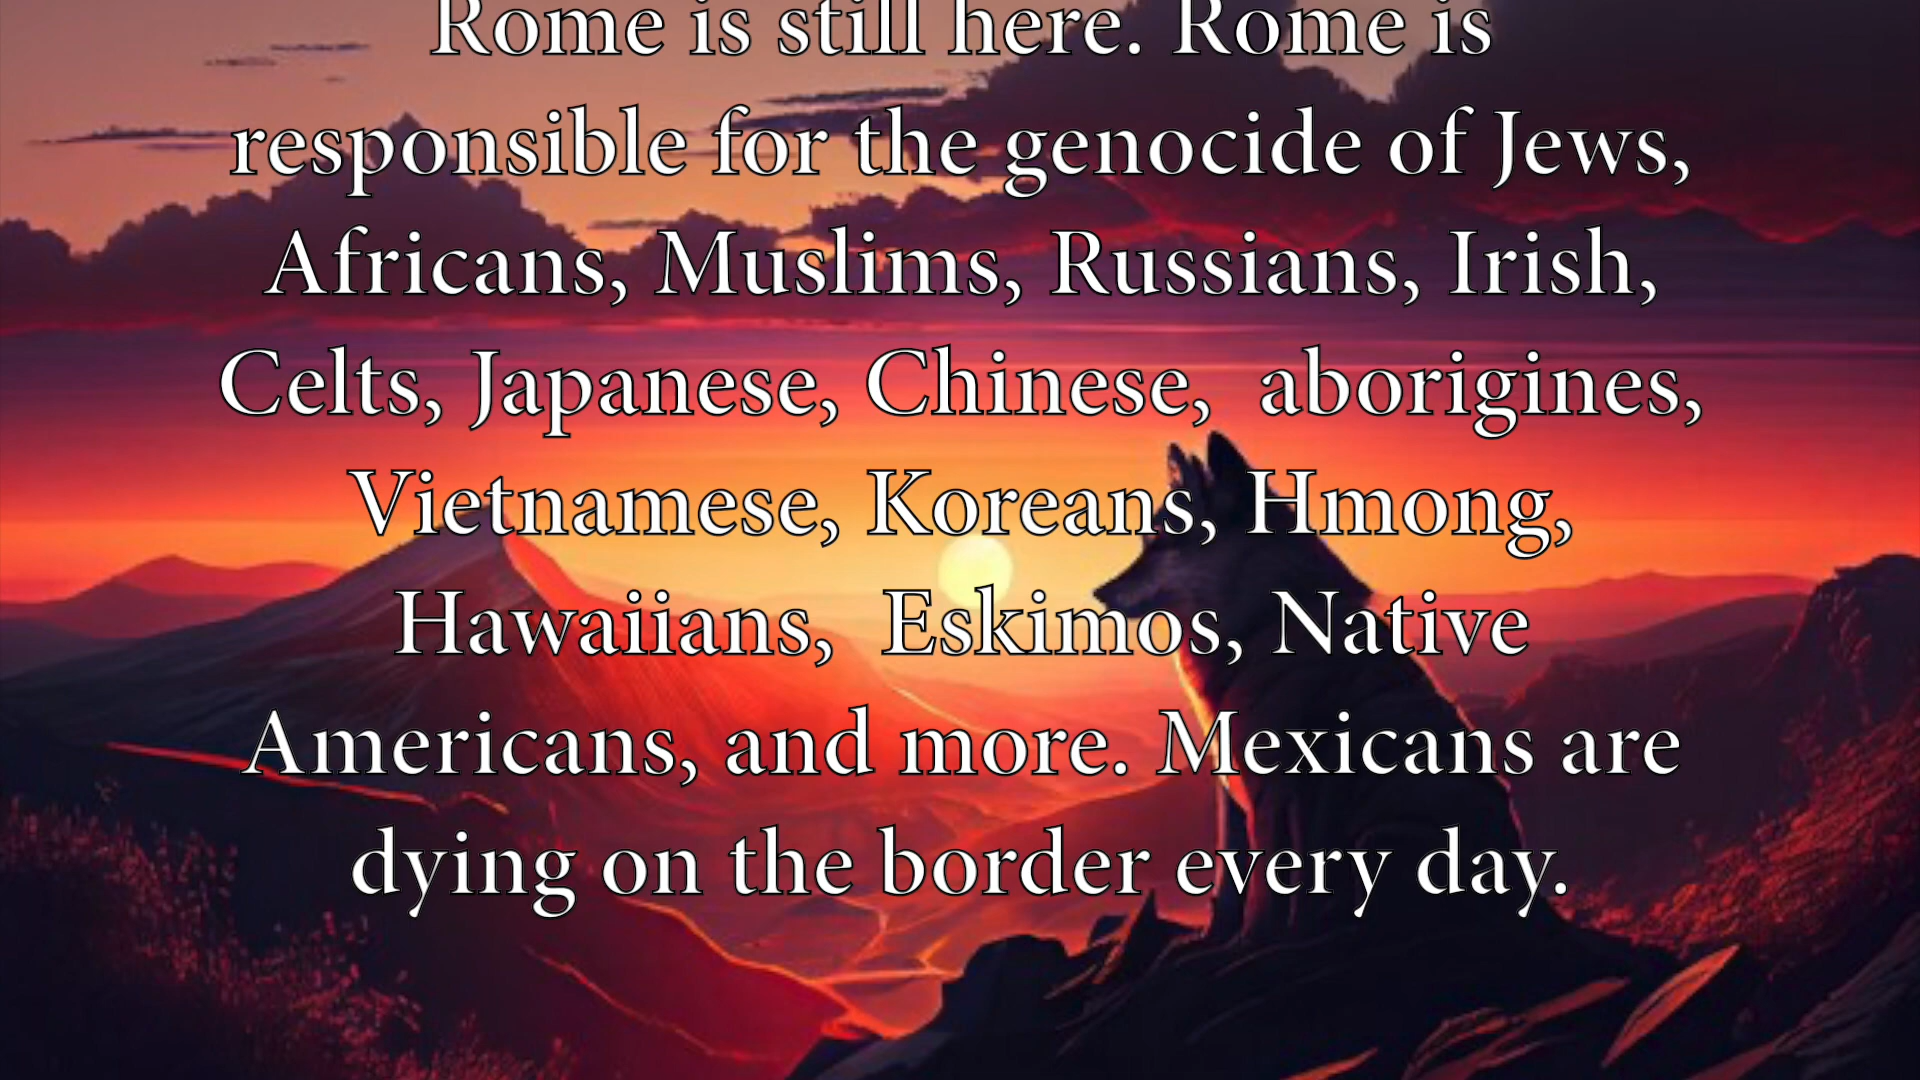 Rome is still here. Rome is
responsible for the genocide of Jews,
Africans, Muslims, Russians, Irish,
Celts, Japanese, Chinese,  aborigines,
Vietnamese, Koreans, Hmong,
Hawaiians,  Eskimos, Native
Americans, and more. Mexicans are
dying on the border every day.